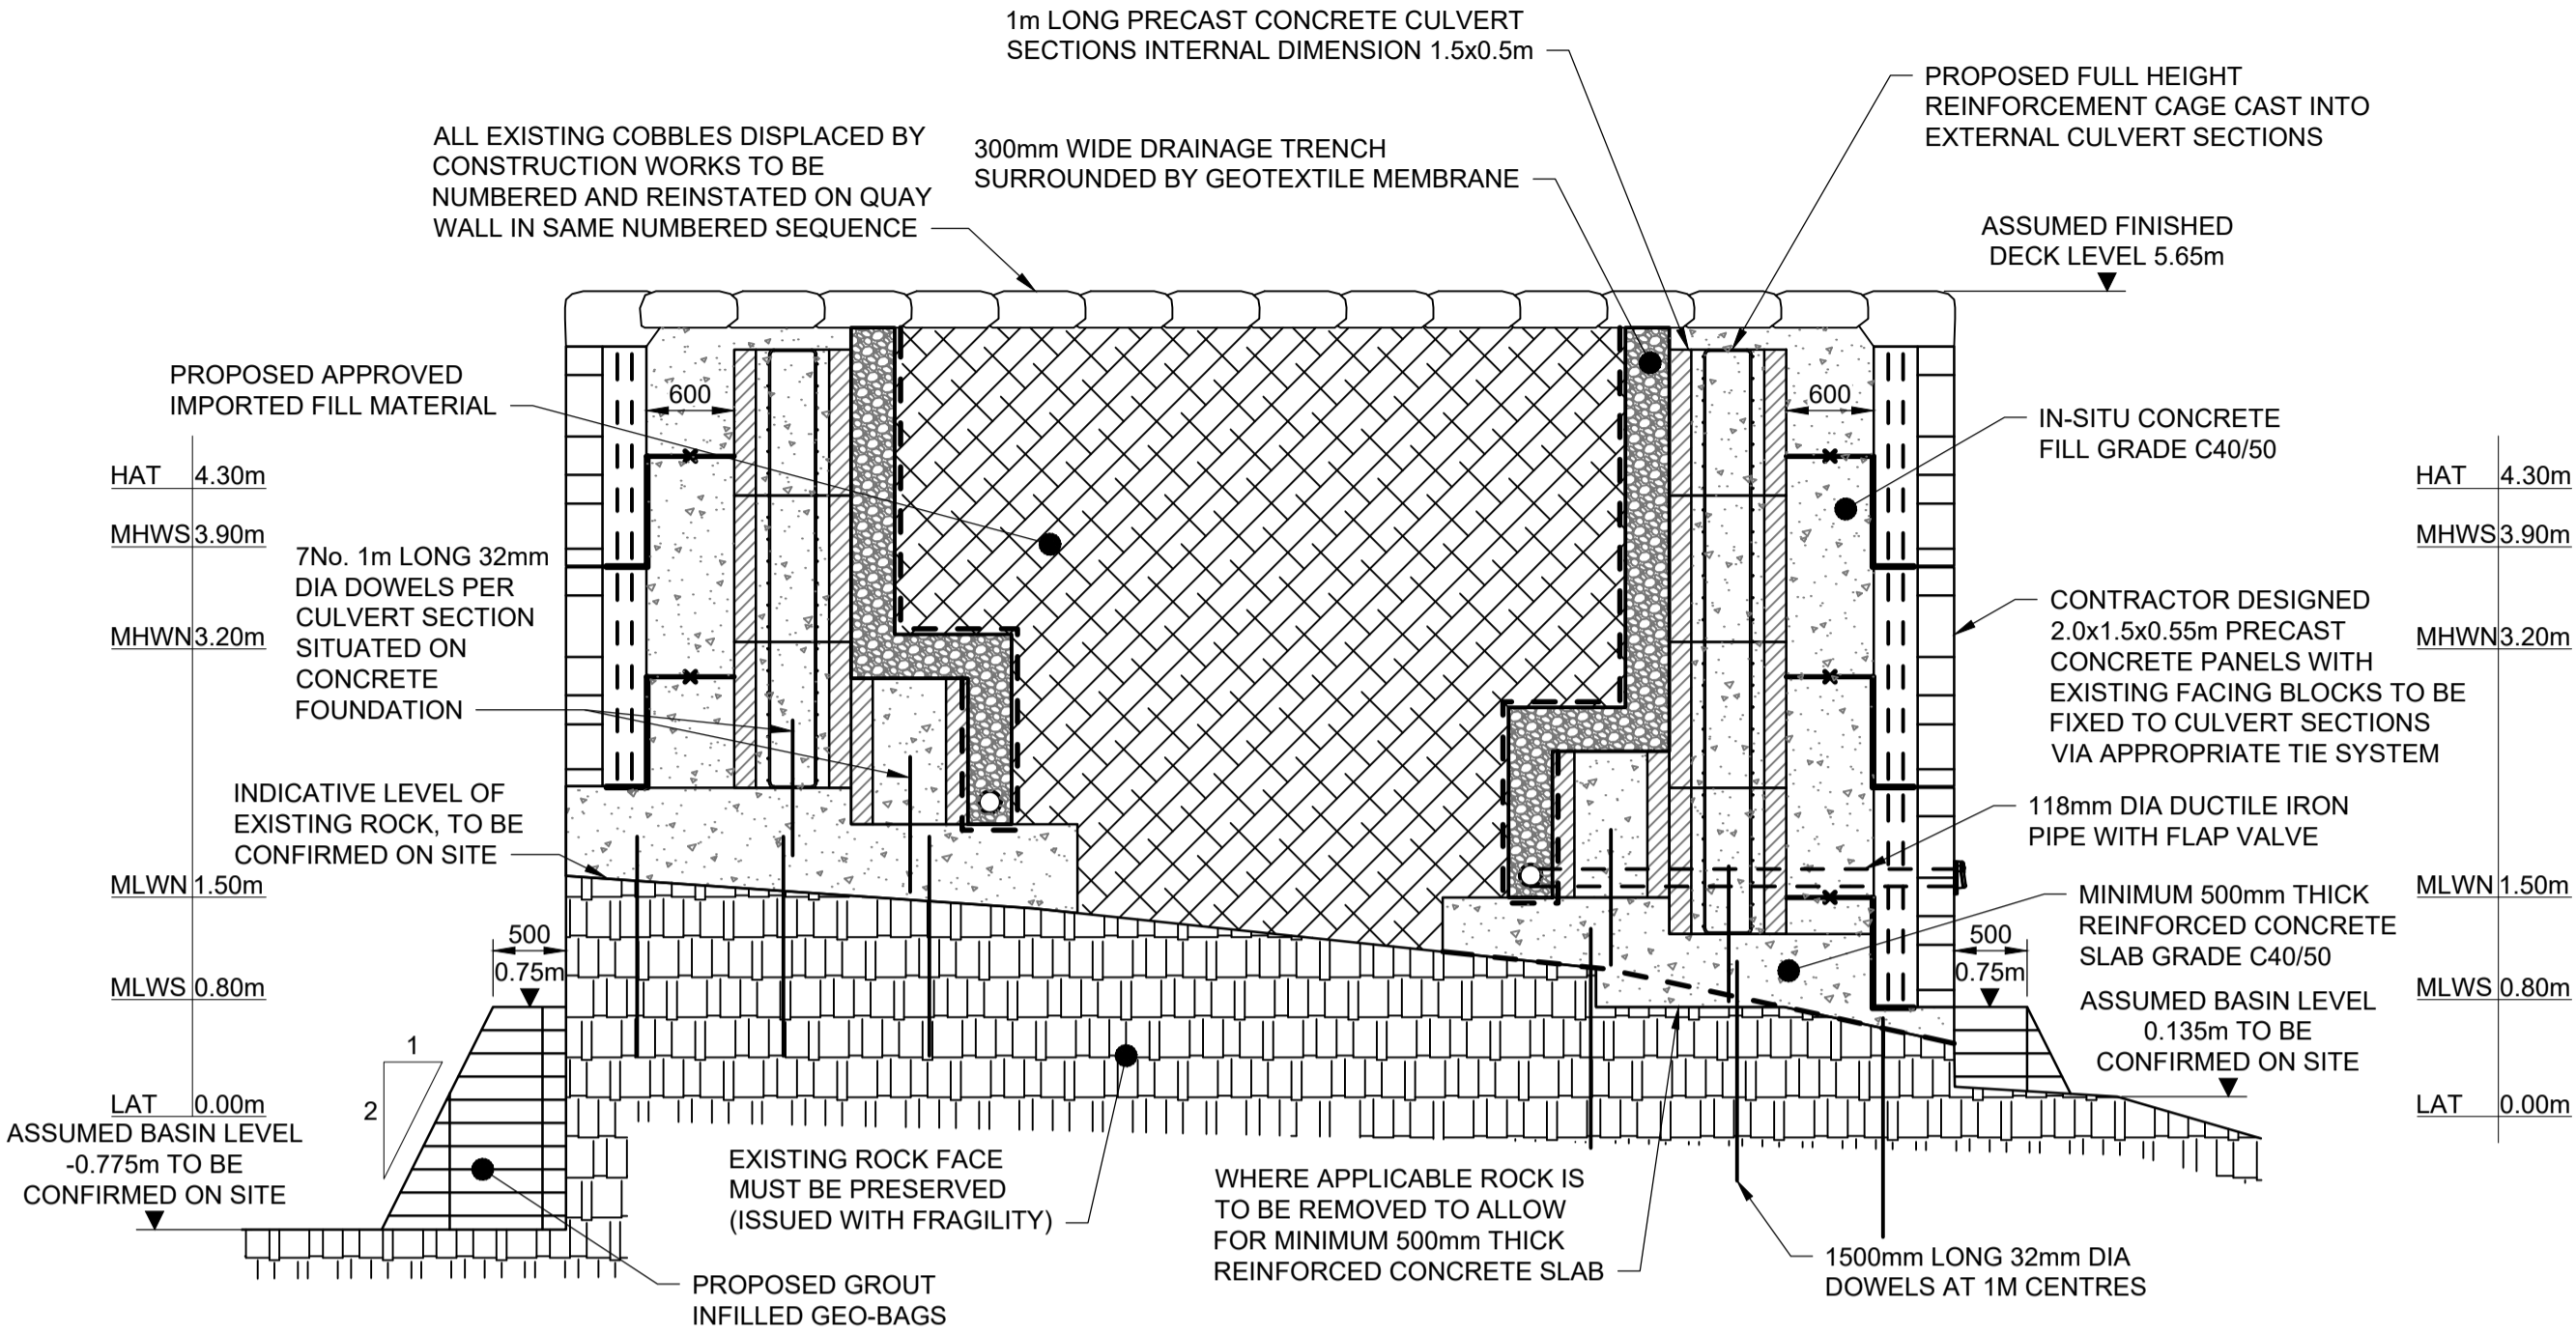 1m LONG PRECAST CONCRETE CULVERT
SECTIONS INTERNAL DIMENSION 1.5x0.5m
PROPOSED FULL HEIGHT
REINFORCEMENT CAGE CAST INTO
EXTERNAL CULVERT SECTIONS
ALL EXISTING COBBLES DISPLACED BY
CONSTRUCTION WORKS TO BE
NUMBERED AND REINSTATED ON QUAY
WALL IN SAME NUMBERED SEQUENCE
300mm WIDE DRAINAGE TRENCH
SURROUNDED BY GEOTEXTILE MEMBRANE
ASSUMED FINISHED
DECK LEVEL 5.65m
PROPOSED APPROVED
IMPORTED FILL MATERIAL
600
600
IN-SITU CONCRETE
FILL GRADE C40/50
HAT 4.30m
MHWS 3.90m
MHWN 3.20m
MLWN 1.50m
MLWS 0.80m
LAT 0.00m
HAT 4.30m
MHWS 3.90m
MHWN 3.20m
MLWN 1.50m
MLWS 0.80m
LAT 0.00m
7No. 1m LONG 32mm
DIA DOWELS PER
CULVERT SECTION
SITUATED ON
CONCRETE
FOUNDATION
CONTRACTOR DESIGNED
2.0x1.5x0.55m PRECAST
CONCRETE PANELS WITH
EXISTING FACING BLOCKS TO BE
FIXED TO CULVERT SECTIONS
VIA APPROPRIATE TIE SYSTEM
INDICATIVE LEVEL OF
EXISTING ROCK, TO BE
CONFIRMED ON SITE
118mm DIA DUCTILE IRON
PIPE WITH FLAP VALVE
MINIMUM 500mm THICK
REINFORCED CONCRETE
SLAB GRADE C40/50
500
0.75m
500
0.75m
ASSUMED BASIN LEVEL
0.135m TO BE
CONFIRMED ON SITE
1
2
ASSUMED BASIN LEVEL
-0.775m TO BE
CONFIRMED ON SITE
EXISTING ROCK FACE
MUST BE PRESERVED
(ISSUED WITH FRAGILITY)
WHERE APPLICABLE ROCK IS
TO BE REMOVED TO ALLOW
FOR MINIMUM 500mm THICK
REINFORCED CONCRETE SLAB
1500mm LONG 32mm DIA
DOWELS AT 1M CENTRES
PROPOSED GROUT
INFILLED GEO-BAGS